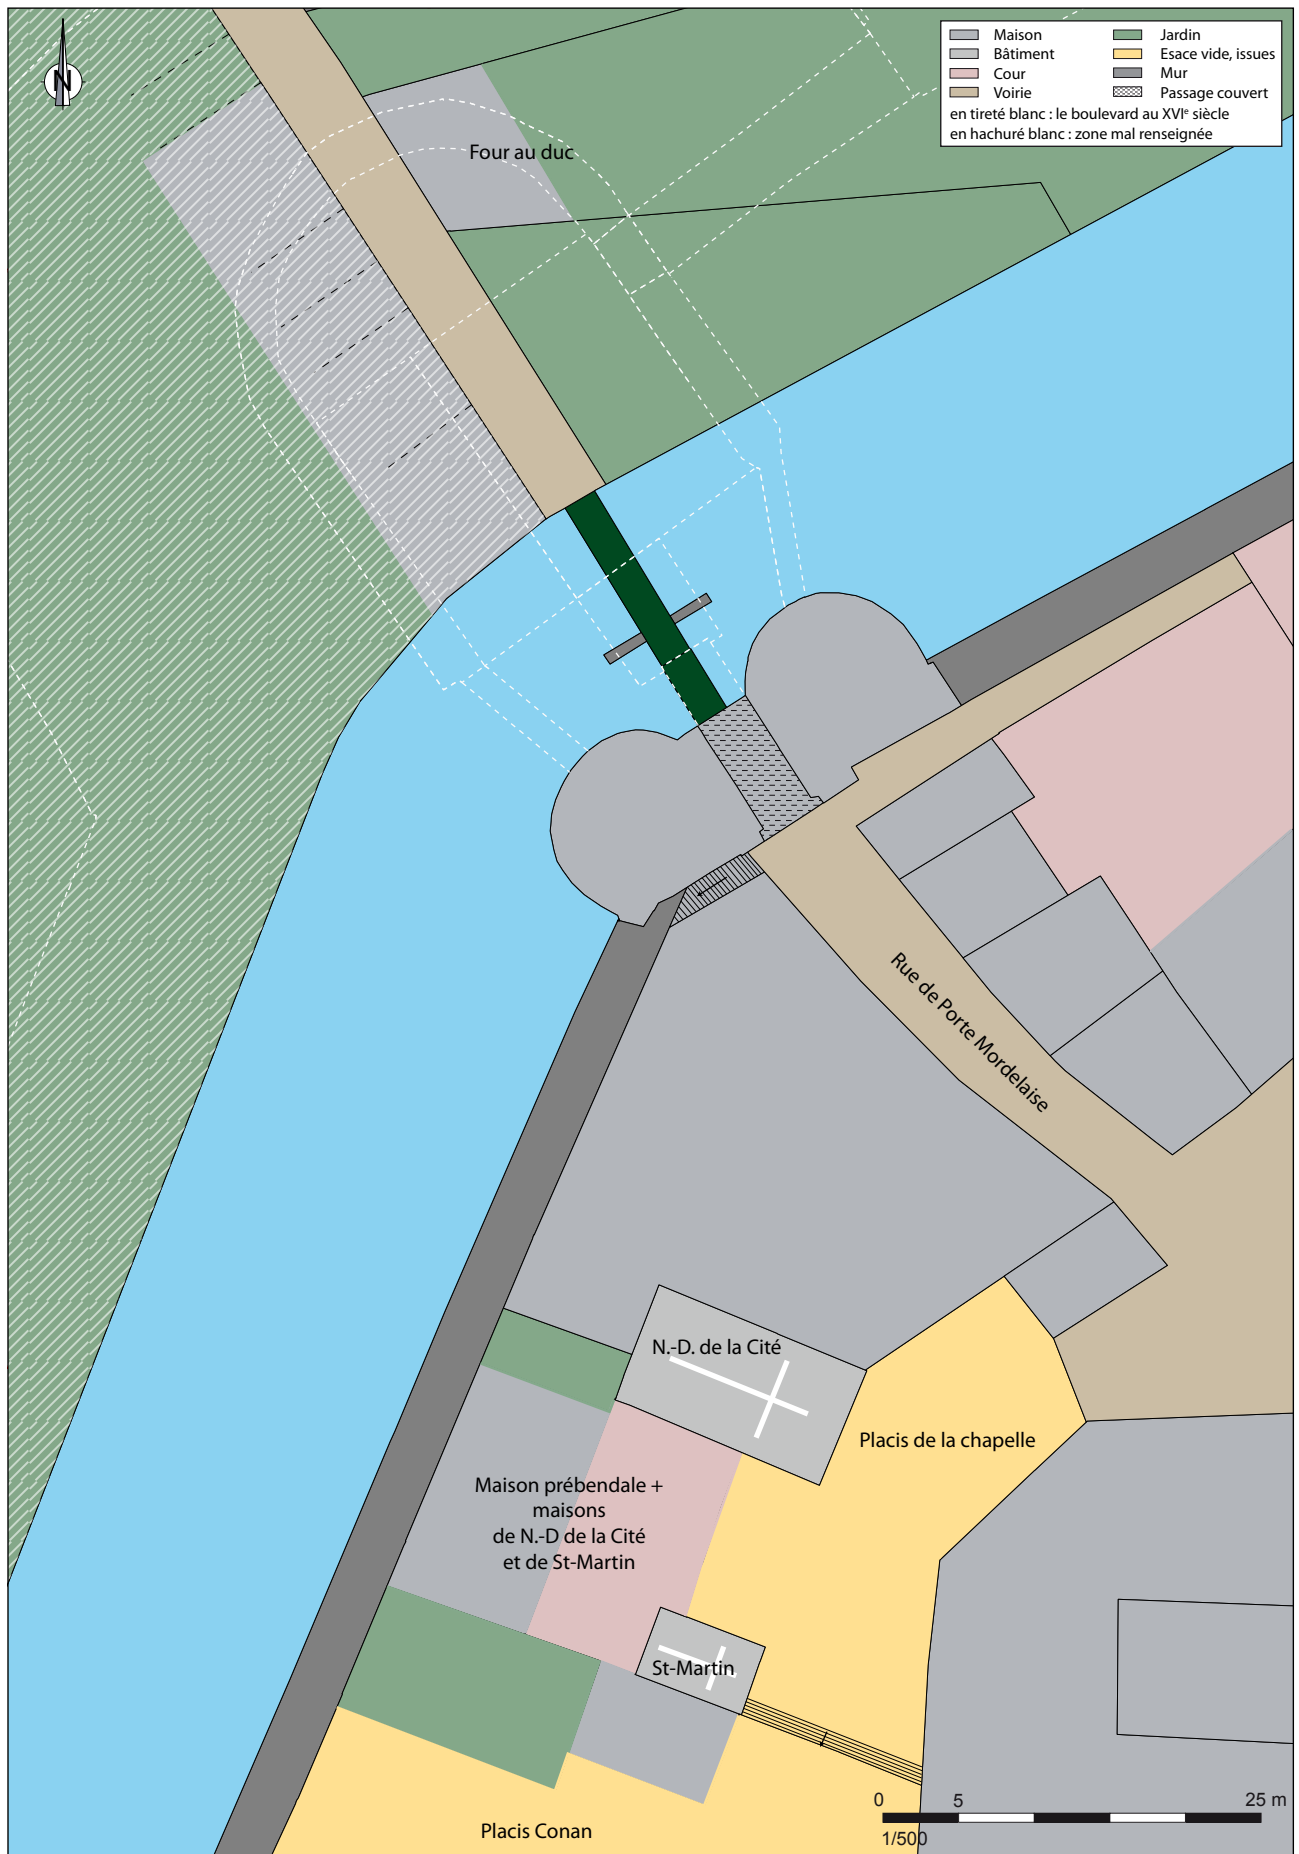 N
Maison
Bâtiment
Cour
Voirie
Jardin
Esace vide, issues
Mur
Passage couvert
en tireté blanc : le boulevard au XVIe siècle
en hachuré blanc : zone mal renseignée
Four au duc
Rue de Porte Mordelaise
N.-D. de la Cité
Placis de la chapelle
Maison prébendale +
maisons
de N.-D de la Cité
et de St-Martin
St-Martin
Placis Conan
0 5 25 m
1/500